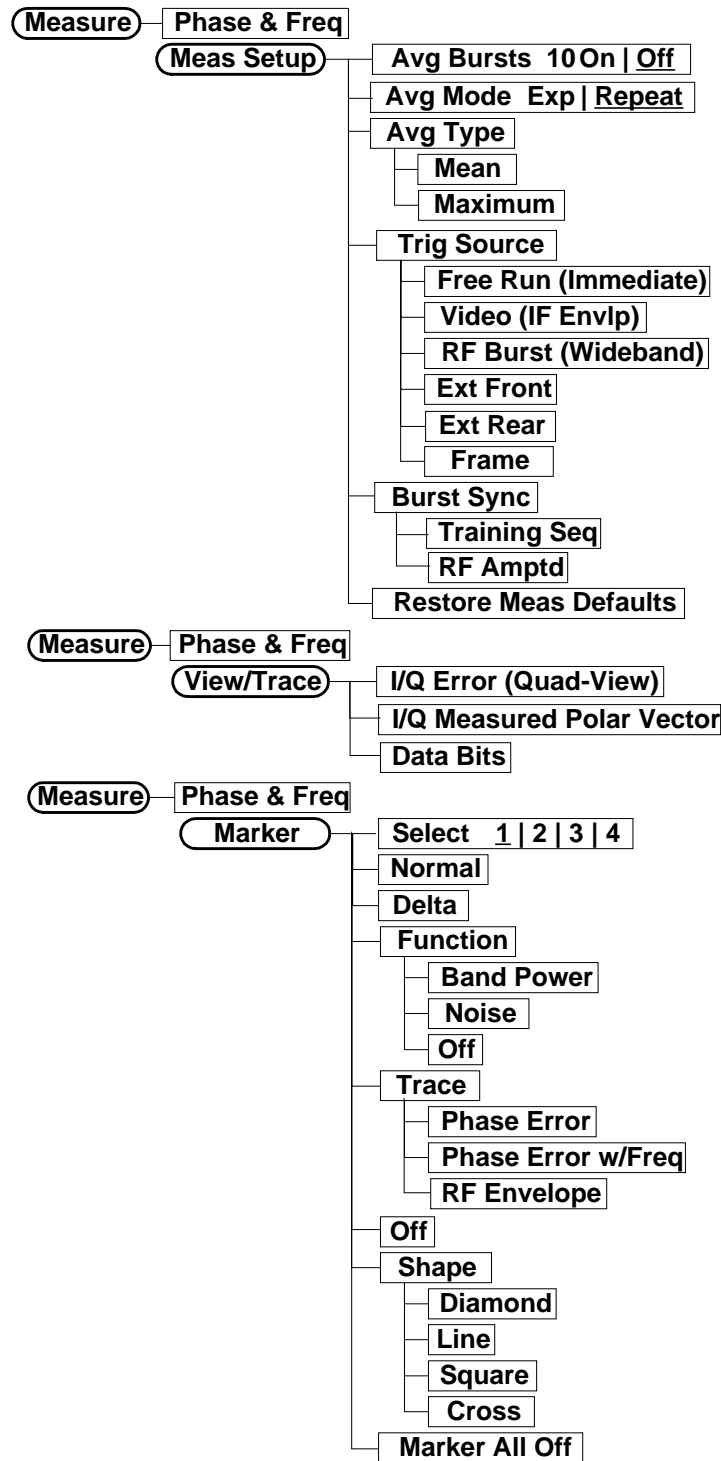 Measure Phase & Freq
Meas Setup Avg Bursts 10 On | Off
Avg Mode Exp | Repeat
Avg Type
Mean
Maximum
Trig Source
Free Run (Immediate)
Video (IF Envlp)
RF Burst (Wideband)
Ext Front
Ext Rear
Frame
Burst Sync
Training Seq
RF Amptd
Restore Meas Defaults
Measure Phase & Freq
View/Trace I/Q Error (Quad-View)
I/Q Measured Polar Vector
Data Bits
Measure Phase & Freq
Marker Select 1 | 2 | 3 | 4
Normal
Delta
Function
Band Power
Noise
Off
Trace
Phase Error
Phase Error w/Freq
RF Envelope
Off
Shape
Diamond
Line
Square
Cross
Marker All Off